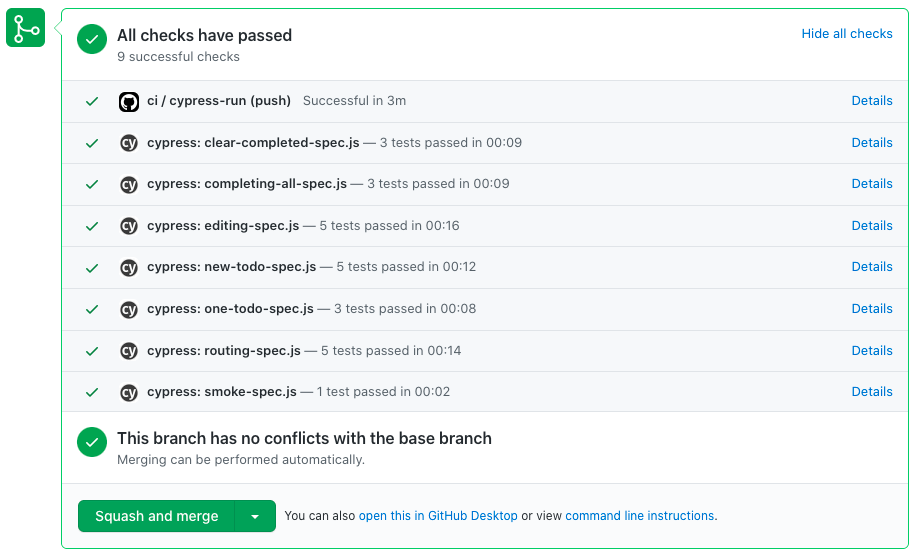 All checks have passed
Hide all checks
9 successful checks
ci / cypress-run (push) Successful in 3m Details
cy cypress: clear-completed-spec.js — 3 tests passed in 00:09 Details
cy cypress: completing-all-spec.js — 3 tests passed in 00:09 Details
cy cypress: editing-spec.js — 5 tests passed in 00:16 Details
cy cypress: new-todo-spec.js — 5 tests passed in 00:12 Details
cy cypress: one-todo-spec.js — 3 tests passed in 00:08 Details
cy cypress: routing-spec.js — 5 tests passed in 00:14 Details
cy cypress: smoke-spec.js — 1 test passed in 00:02 Details
This branch has no conflicts with the base branch
Merging can be performed automatically.
Squash and merge You can also open this in GitHub Desktop or view command line instructions.